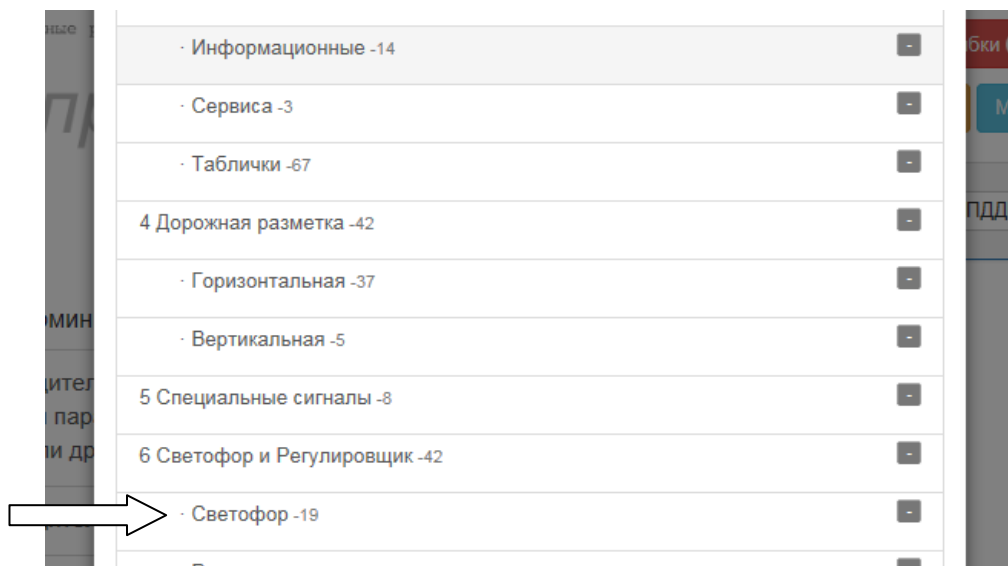 · Информационные -14 -
· Сервиса -3 -
· Таблички -67 -
4 Дорожная разметка -42 -
· Горизонтальная -37 -
· Вертикальная -5 -
5 Специальные сигналы -8 -
6 Светофор и Регулировщик -42 -
· Светофор -19 -
ПДД